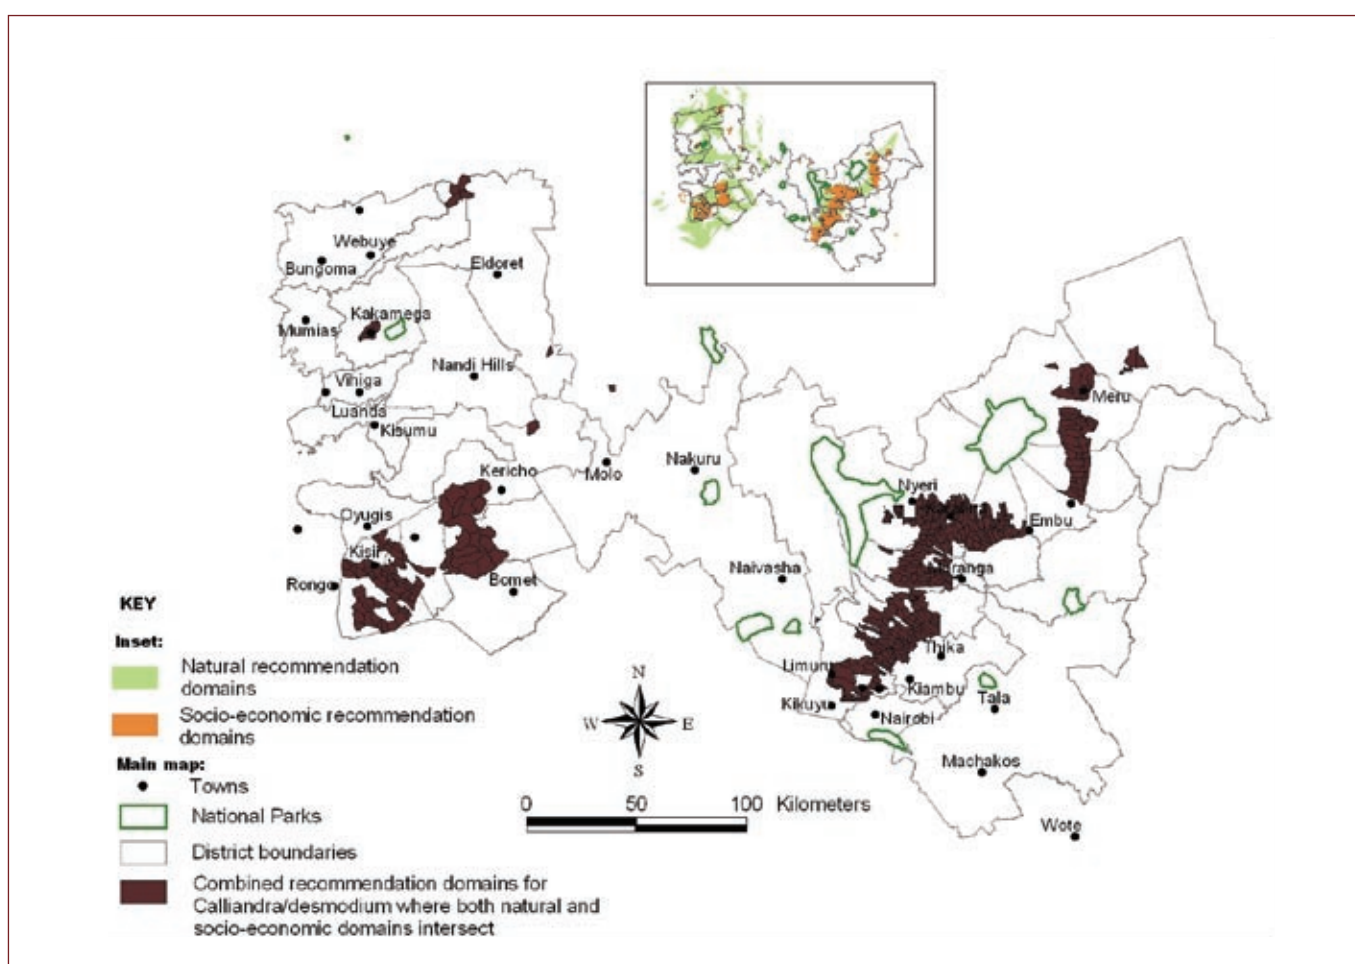 Webuye
Bungoma
Eldoret
Kakamega
Mumias
Nandi Hills
Vihiga
Luanda
Kisumu
Meru
Kericho
Molo
Nakuru
Nyeri
Oyugis
Embu
Kisii
Rongo
Bomet
Naivasha
Thika
Limuru
Kiambu
Kikuyu
Nairobi
Tala
Machakos
Wote
N
W
E
S
0
50
100
Kilometers
KEY
Inset:
Natural recommendation
domains
Socio-economic recommendation
domains
Main map:
Towns
National Parks
District boundaries
Combined recommendation domains for
Calliandra/desmodium where both natural and
socio-economic domains intersect